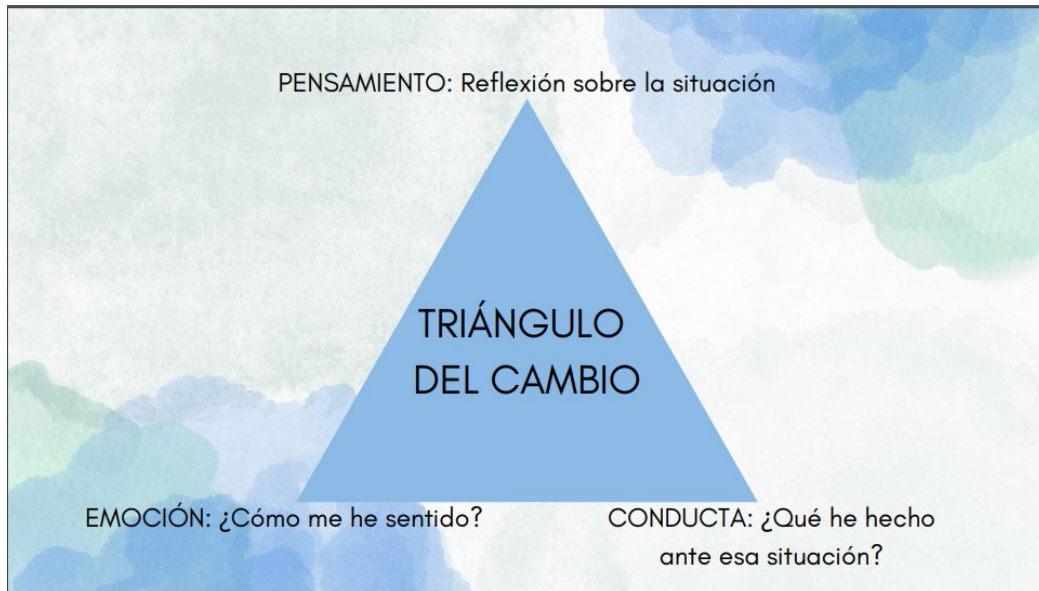 PENSAMIENTO: Reflexión sobre la situación
TRIÁNGULO
DEL CAMBIO
EMOCIÓN: ¿Cómo me he sentido?
CONDUCTA: ¿Qué he hecho
ante esa situación?